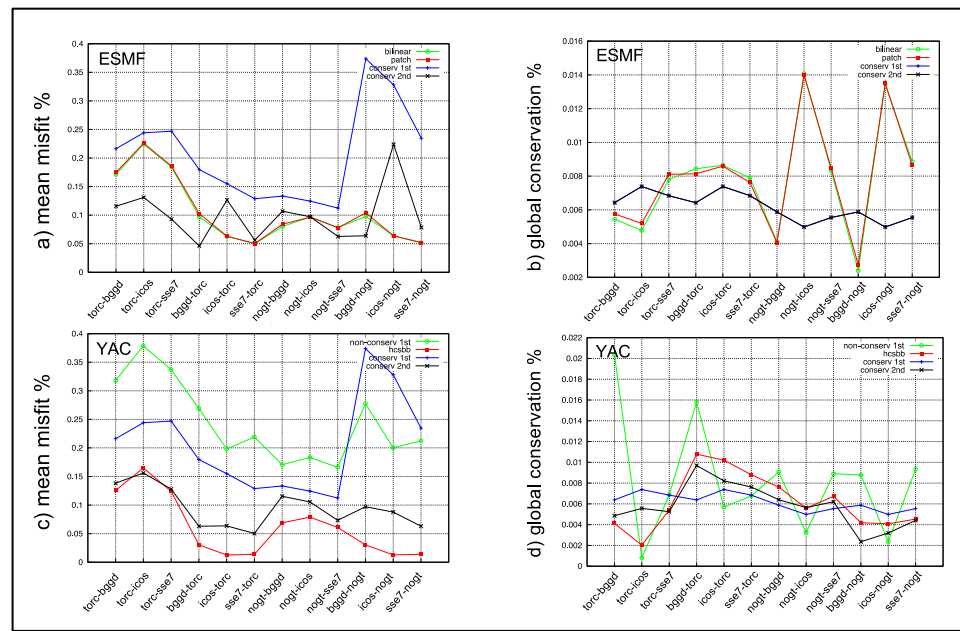 ESMF
bilinear
patch
conserv 1st
conserv 2nd
a) mean misfit %
0.4
0.35
0.3
0.25
0.2
0.15
0.1
0.05
0
torc-bggd
torc-icos
torc-sse7
bggd-torc
icos-torc
sse7-torc
nogt-bggd
nogt-icos
nogt-sse7
bggd-nogt
icos-nogt
sse7-nogt
ESMF
bilinear
patch
conserv 1st
conserv 2nd
b) global conservation %
0.016
0.014
0.012
0.01
0.008
0.006
0.004
0.002
torc-bggd
torc-icos
torc-sse7
bggd-torc
icos-torc
sse7-torc
nogt-bggd
nogt-icos
nogt-sse7
bggd-nogt
icos-nogt
sse7-nogt
YAC
non-conserv 1st
hcsbb
conserv 1st
conserv 2nd
c) mean misfit %
0.4
0.35
0.3
0.25
0.2
0.15
0.1
0.05
0
torc-bggd
torc-icos
torc-sse7
bggd-torc
icos-torc
sse7-torc
nogt-bggd
nogt-icos
nogt-sse7
bggd-nogt
icos-nogt
sse7-nogt
YAC
non-conserv 1st
hcsbb
conserv 1st
conserv 2nd
d) global conservation %
0.022
0.02
0.018
0.016
0.014
0.012
0.01
0.008
0.006
0.004
0.002
0
torc-bggd
torc-icos
torc-sse7
bggd-torc
icos-torc
sse7-torc
nogt-bggd
nogt-icos
nogt-sse7
bggd-nogt
icos-nogt
sse7-nogt